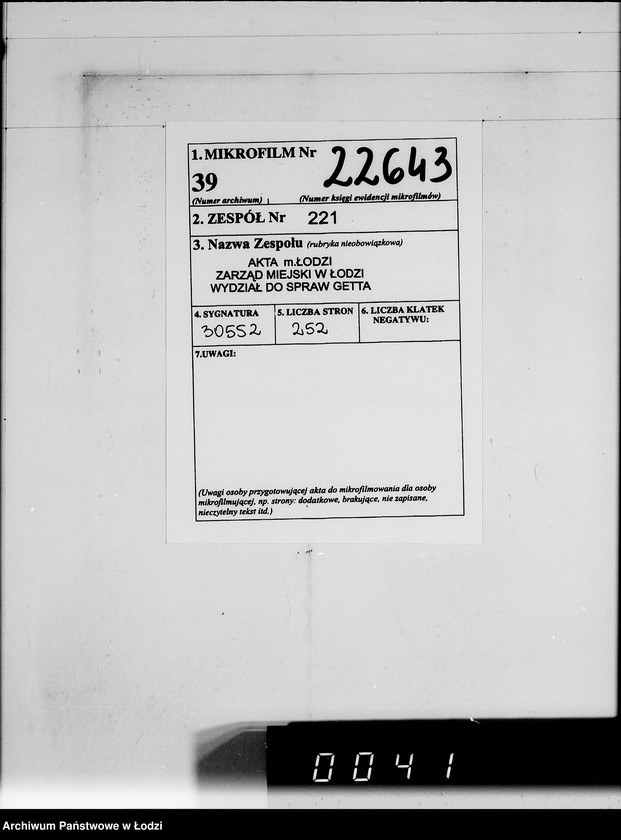 1. MIKROFILM Nr 22643
39
(Numer archiwum) (Numer księgi ewidencji mikrofilmów)
2. ZESPÓŁ Nr 221
3. Nazwa Zespołu (rubryka nieobowiązkowa)
AKTA m.ŁODZI
ZARZĄD MIEJSKI W ŁODZI
WYDZIAŁ DO SPRAW GETTA
4. SYGNATURA 5. LICZBA STRON 6. LICZBA KLATEK
NEGATYWU:
30552 252
7.UWAGI:
(Uwagi osoby przygotowującej akta do mikrofilmowania dla osoby
mikrofilmującej, np. strony: dodatkowe, brakujące, nie zapisane,
nieczytelny tekst itd.)
0041
Archiwum Państwowe w Łodzi